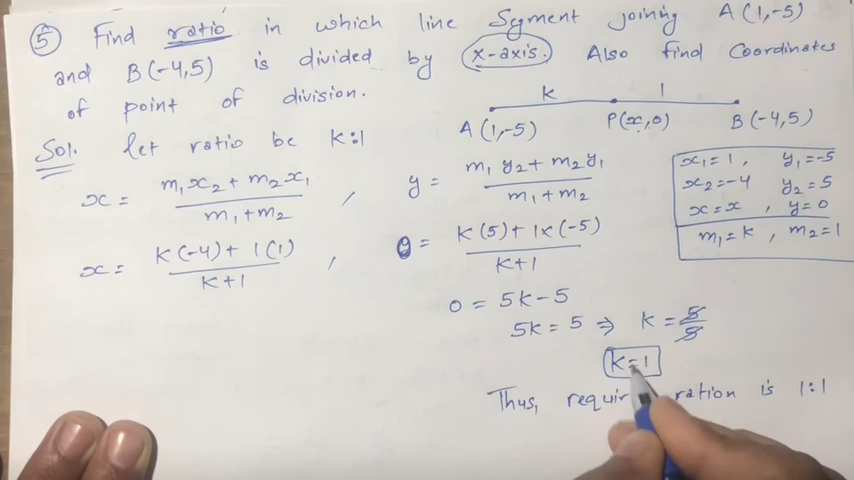 5 Find ratio in which line Segment joining A(1,-5)
and B(-4,5) is divided by x-axis. Also find Coordinates
of point of division.
K 1
A(1,-5) P(x,0) B(-4,5)
Sol. let ratio be K:1
x = m₁x₂ + m₂x₁ / m₁+m₂ , y = m₁y₂ + m₂y₁ / m₁+m₂
x₁=1, y₁=-5
x₂=-4 y₂=5
x=x, y=0
m₁=K, m₂=1
x = K(-4) + 1(1) / K+1 , 0 = K(5) + 1x(-5) / K+1
0 = 5K-5
5K = 5 ⇒ K = 5/5
K=1
Thus, ration is 1:1